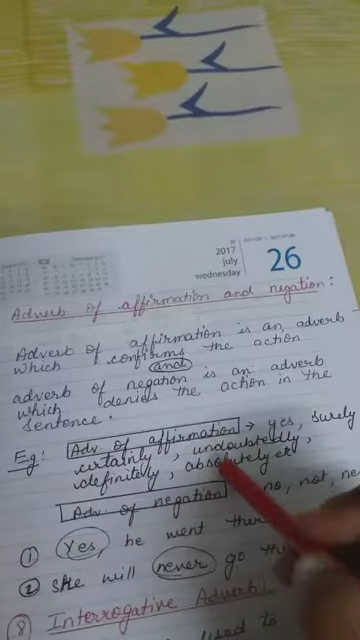 2017
july
wednesday
26
Adverb of affirmation and negation:
Adverb of affirmation is an adverb
which confirms the action
and
adverb of negation is an adverb
which denies the action in the
sentence.
Eg: Adv. of affirmation → yes, surely
certainly, undoubtedly,
definitely, absolutely etc
Adv. of negation no, not, ne
① Yes, he went ther
② She will never go th
⑧ Interrogative Adverb:
used to